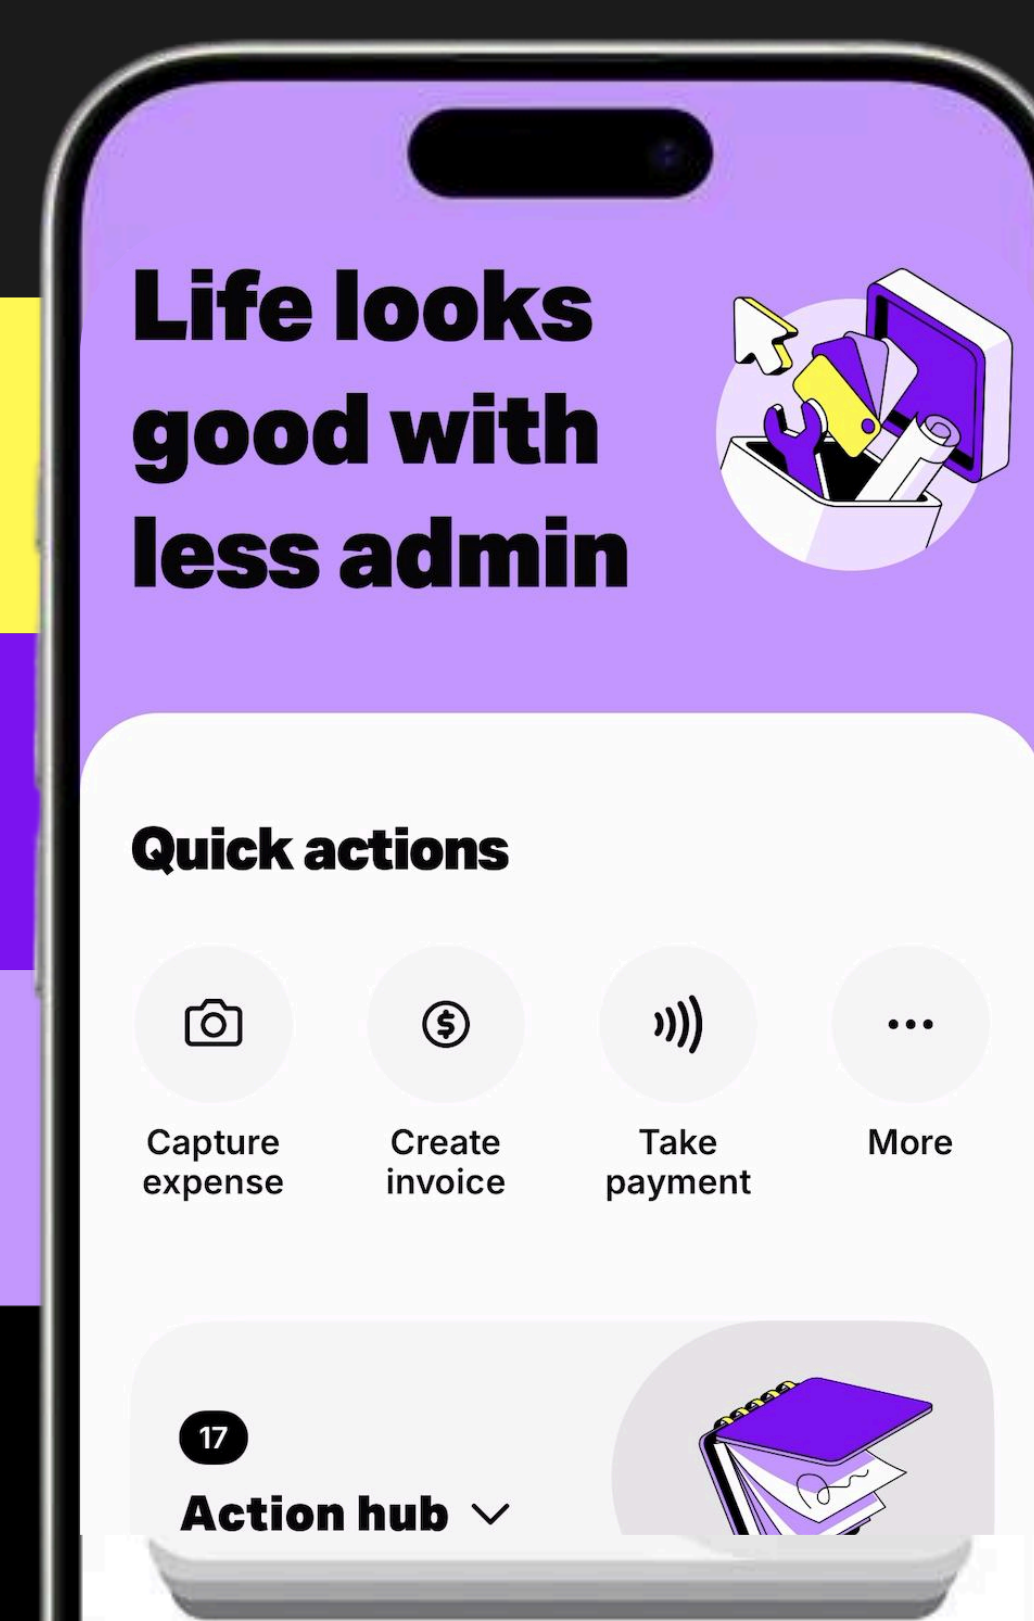 Life looks
good with
less admin
Quick actions
Capture
expense
Create
invoice
Take
payment
More
17
Action hub